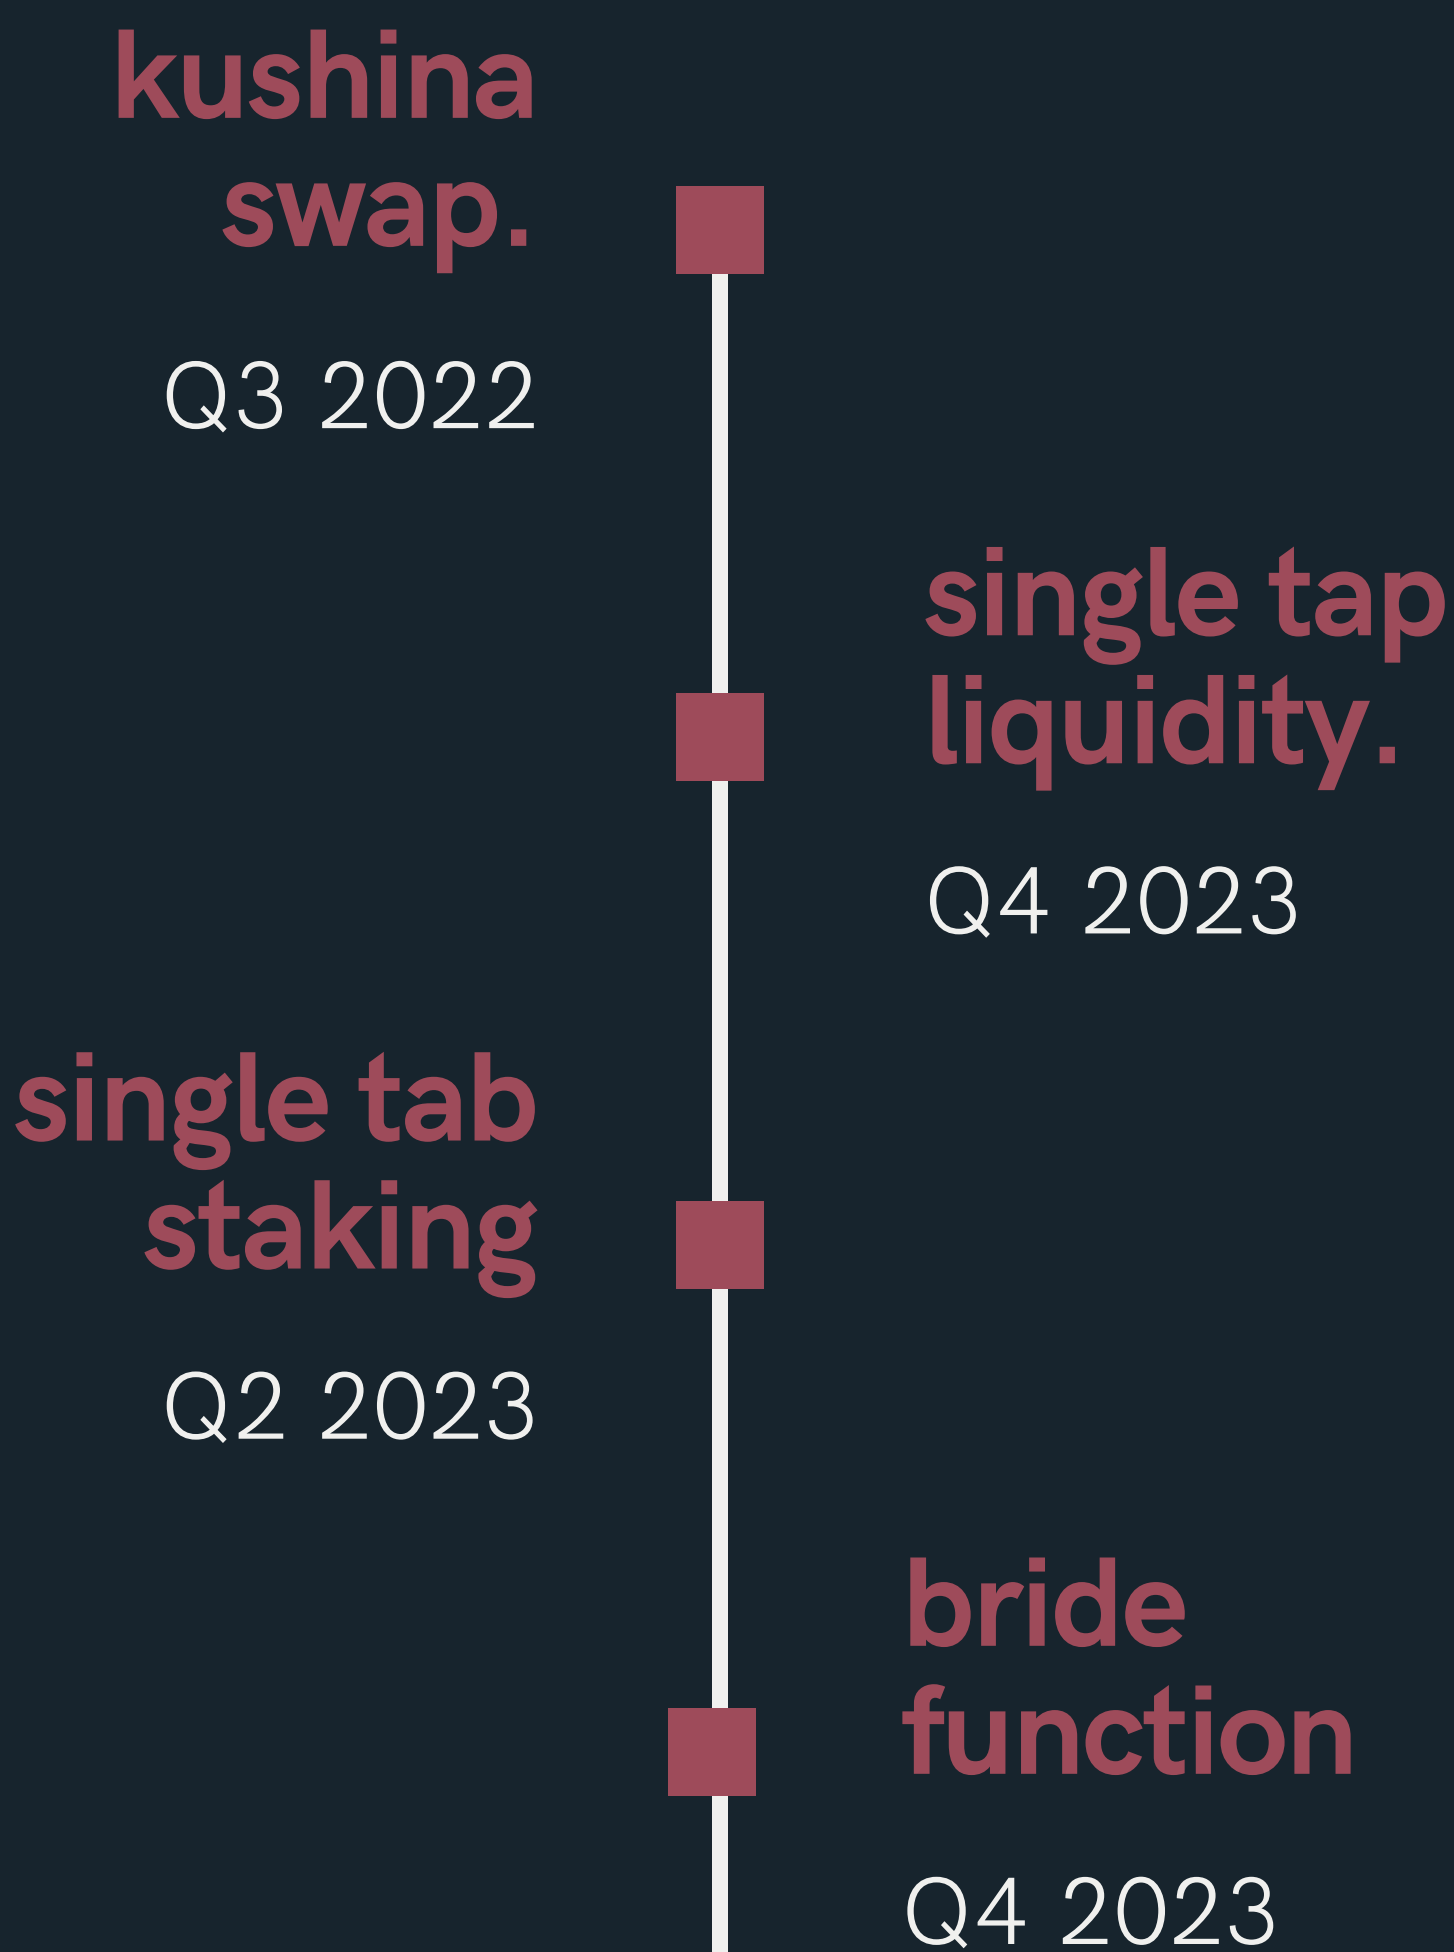 kushina
swap.
Q3 2022
single tap
liquidity.
Q4 2023
single tab
staking
Q2 2023
bride
function
Q4 2023